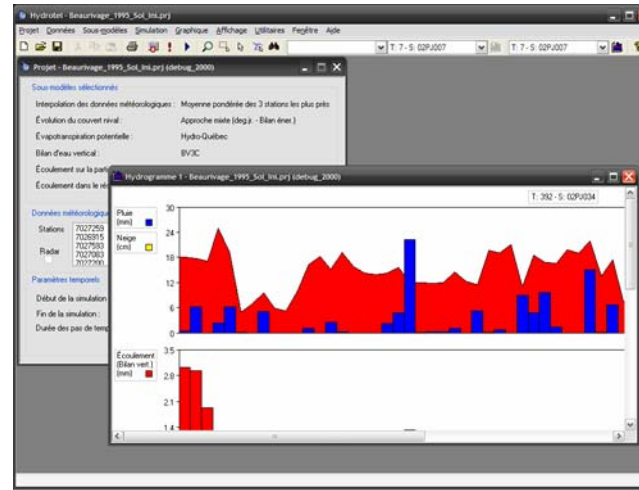 Hydrotel - Beaurivage_1995_Sol_Ini.prj
Projet Données Sous-modèles Simulation Graphique Affichage Utilitaires Fenêtre Aide
T: 7 - S: 02PJ007
T: 7 - S: 02PJ007
Projet - Beaurivage_1995_Sol_Ini.prj (debug_2000)
Sous-modèles sélectionnés
Interpolation des données météorologiques : Moyenne pondérée des 3 stations les plus près
Évolution du couvert nival : Approche mixte (deg.jr. - Bilan éner.)
Évapotranspiration potentielle : Hydro-Québec
Bilan d'eau vertical : BV3C
Écoulement sur la part
Écoulement dans le ré
Données météorologiqu
Stations 7027259
7026915
7027593
Radar 7027083
7027200
Paramètres temporels
Début de la simulation
Fin de la simulation :
Durée des pas de temp
Hydrogramme 1 - Beaurivage_1995_Sol_Ini.prj (debug_2000)
T: 392 - S: 02PJ034
Pluie
(mm)
Neige
(cm)
30
24
18
12
6
0
Écoulement
(Bilan vert.)
(mm)
3.5
2.8
2.1
1.4